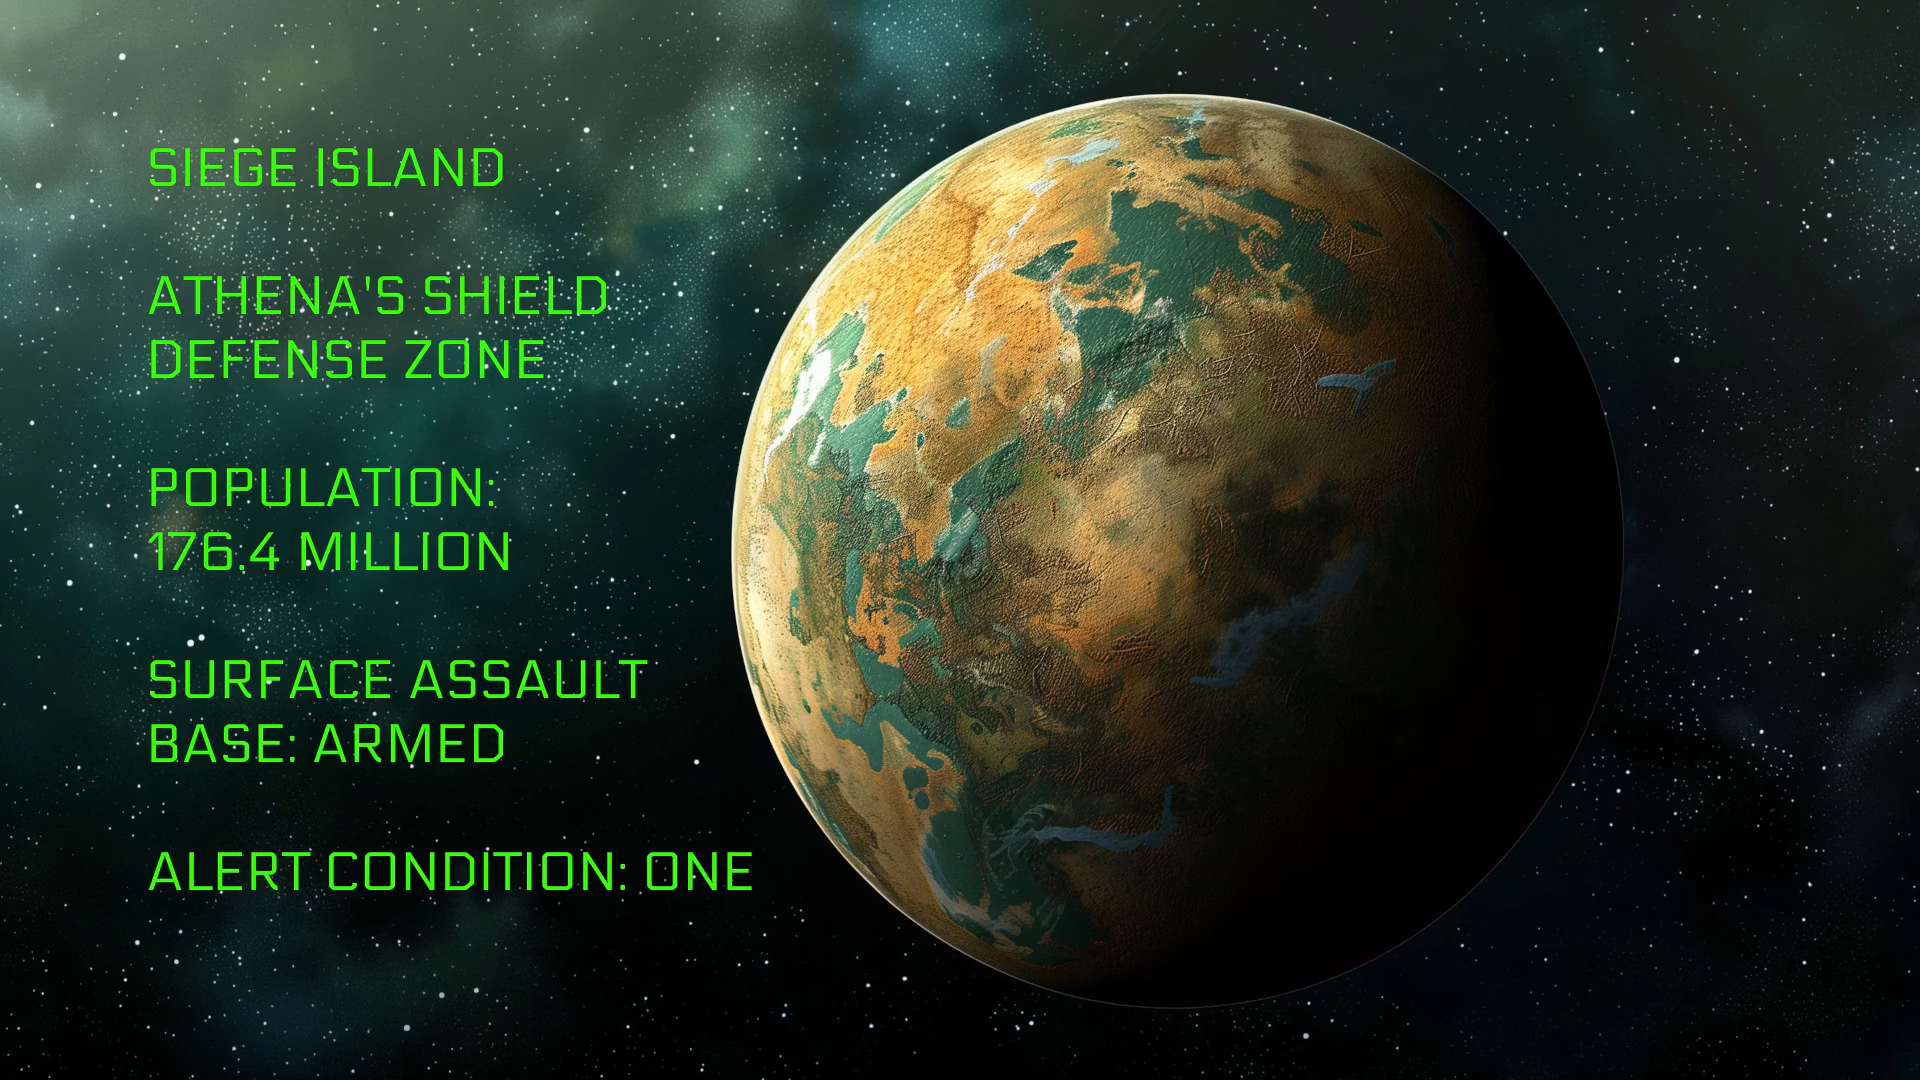 SIEGE ISLAND
ATHENA'S SHIELD
DEFENSE ZONE
POPULATION:
176.4 MILLION
SURFACE ASSAULT
BASE: ARMED
ALERT CONDITION: ONE